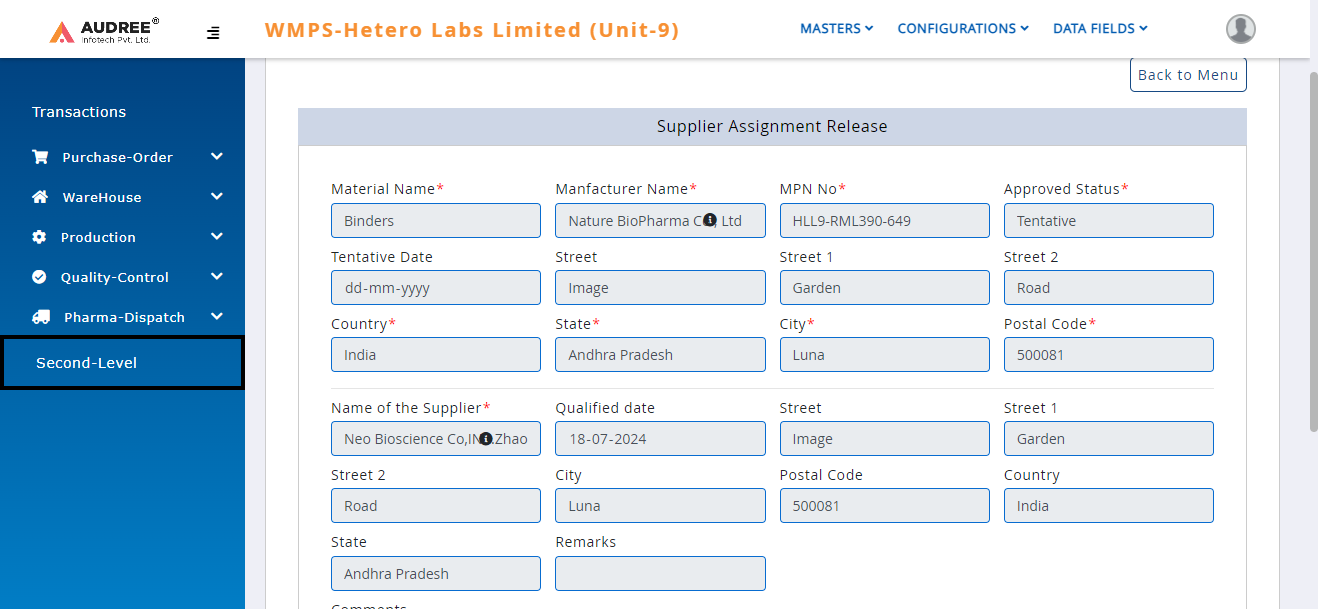 AUDREE®
Infotech Pvt. Ltd.
WMPS-Hetero Labs Limited (Unit-9)
MASTERS CONFIGURATIONS DATA FIELDS
Back to Menu
Transactions
Purchase-Order
WareHouse
Production
Quality-Control
Pharma-Dispatch
Second-Level
Supplier Assignment Release
Material Name* Manfacturer Name* MPN No* Approved Status*
Binders Nature BioPharma C , Ltd HLL9-RML390-649 Tentative
Tentative Date Street Street 1 Street 2
dd-mm-yyyy Image Garden Road
Country* State* City* Postal Code*
India Andhra Pradesh Luna 500081
Name of the Supplier* Qualified date Street Street 1
Neo Bioscience Co, .Zhao 18-07-2024 Image Garden
Street 2 City Postal Code Country
Road Luna 500081 India
State Remarks
Andhra Pradesh
Comments